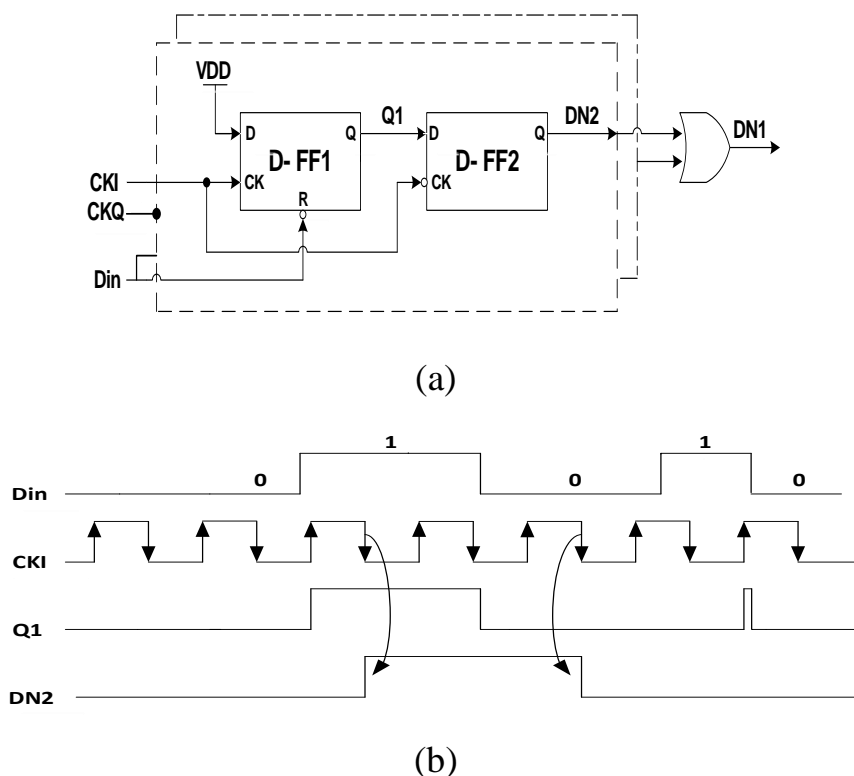 VDD
Q1
DN2
D Q
D Q
DN1
D- FF1
D- FF2
CKI
CK
CK
R
CKQ
Din
(a)
1 1
0 0 0
Din
CKI
Q1
DN2
(b)